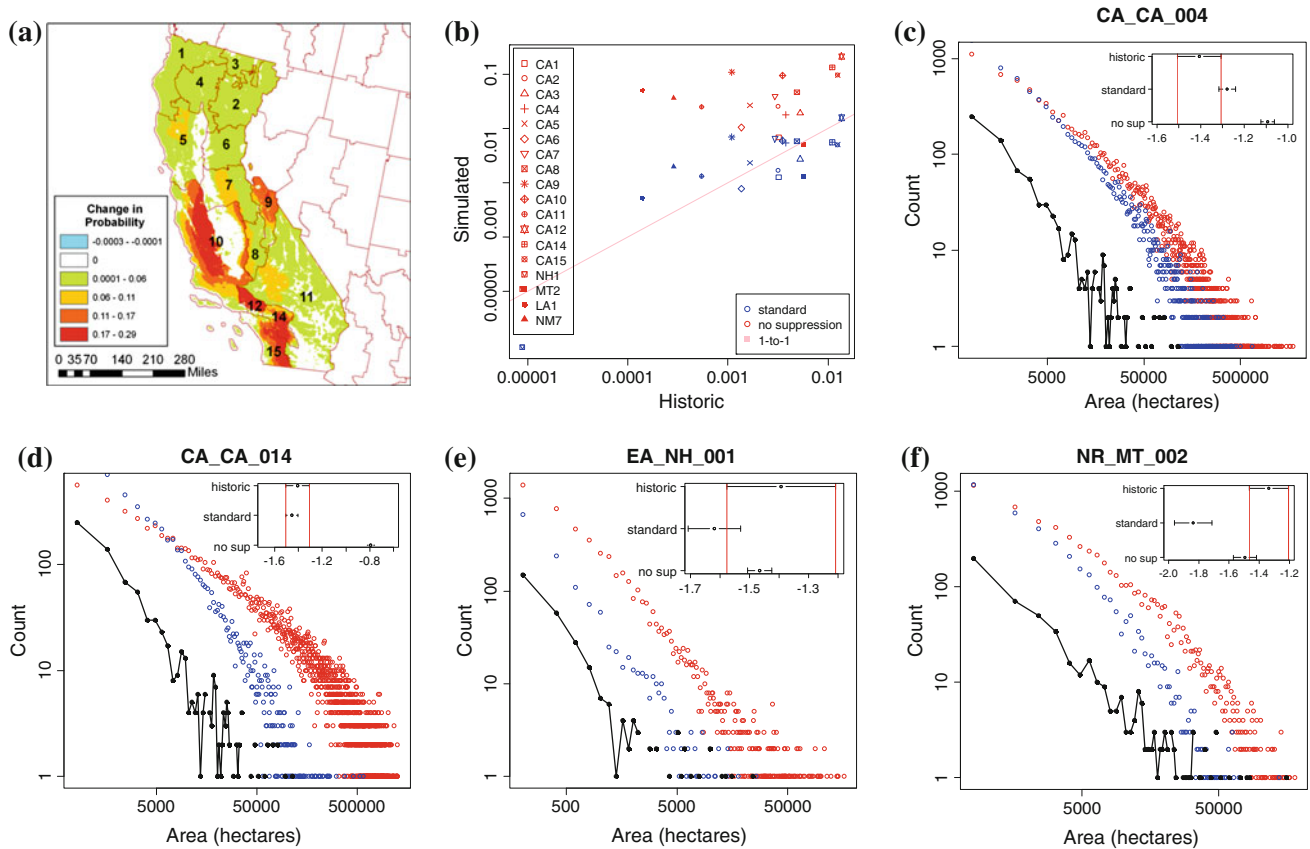 (a)
1
3
4
2
5
6
7
9
10
8
11
12
14
15
Change in
Probability
-0.0003 - -0.0001
0
0.0001 - 0.06
0.06 - 0.11
0.11 - 0.17
0.17 - 0.29
0 3570 140 210 280
Miles
(b)
CA1
CA2
CA3
CA4
CA5
CA6
CA7
CA8
CA9
CA10
CA11
CA12
CA14
CA15
NH1
MT2
LA1
NM7
standard
no suppression
1-to-1
0.1
0.01
0.001
0.00001
Simulated
0.00001 0.0001 0.001 0.01
Historic
(c)
CA_CA_004
historic
standard
no sup
-1.6 -1.4 -1.2 -1.0
1000
100
10
1
Count
5000 50000 5000000
Area (hectares)
(d)
CA_CA_014
historic
standard
no sup
-1.6 -1.2 -0.8
100
10
1
Count
5000 50000 500000
Area (hectares)
(e)
EA_NH_001
historic
standard
no sup
-1.7 -1.5 -1.3
1000
100
10
1
Count
500 5000 50000
Area (hectares)
(f)
NR_MT_002
historic
standard
no sup
-2.0 -1.8 -1.6 -1.4 -1.2
1000
100
10
1
Count
5000 50000
Area (hectares)